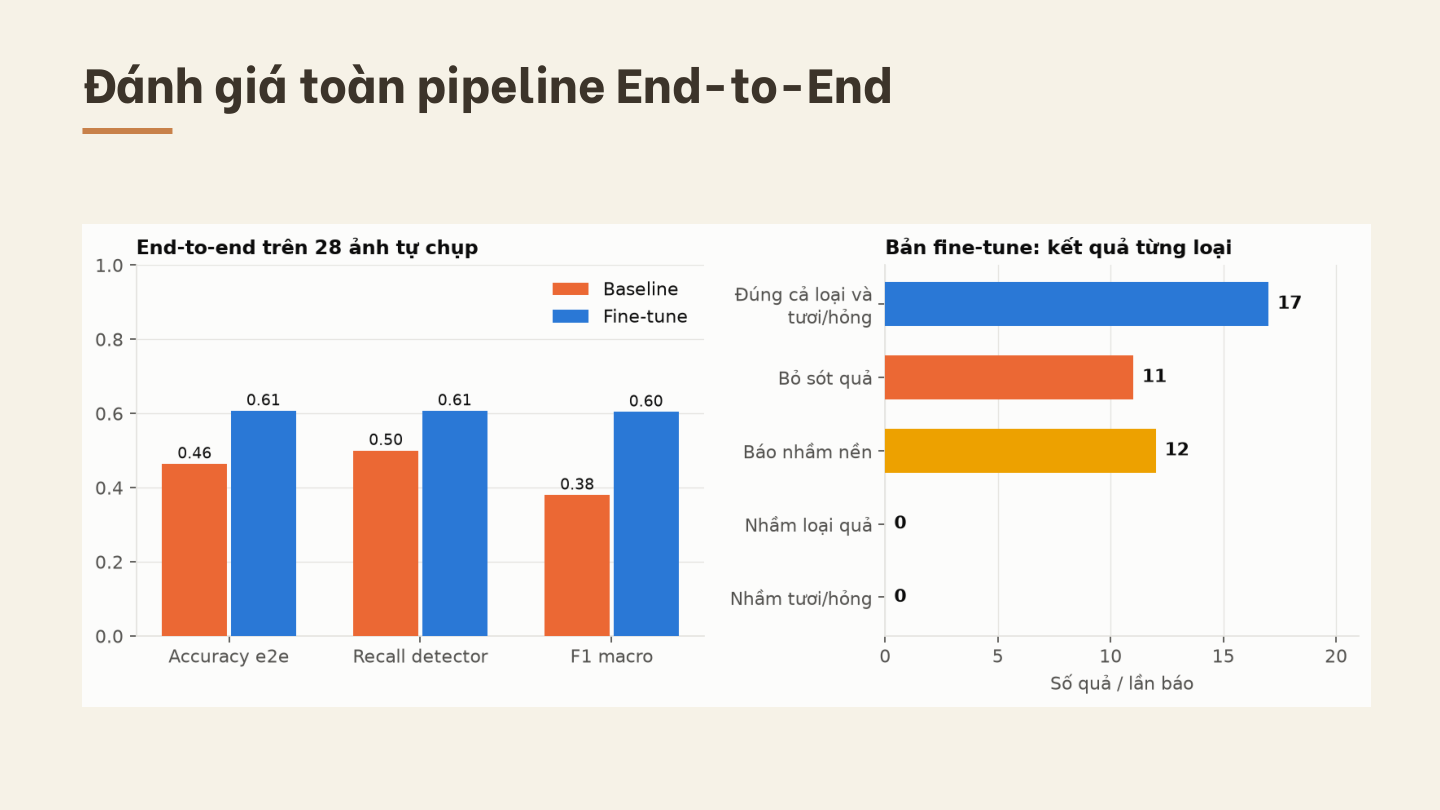 Đánh giá toàn pipeline End-to-End
End-to-end trên 28 ảnh tự chụp
1.0
0.8
0.6
0.4
0.2
0.0
Baseline
Fine-tune
0.46
0.61
0.50
0.61
0.38
0.60
Accuracy e2e
Recall detector
F1 macro
Bản fine-tune: kết quả từng loại
Đúng cả loại và
tươi/hỏng
17
Bỏ sót quả
11
Báo nhầm nền
12
Nhầm loại quả
0
Nhầm tươi/hỏng
0
0
5
10
15
20
Số quả / lần báo